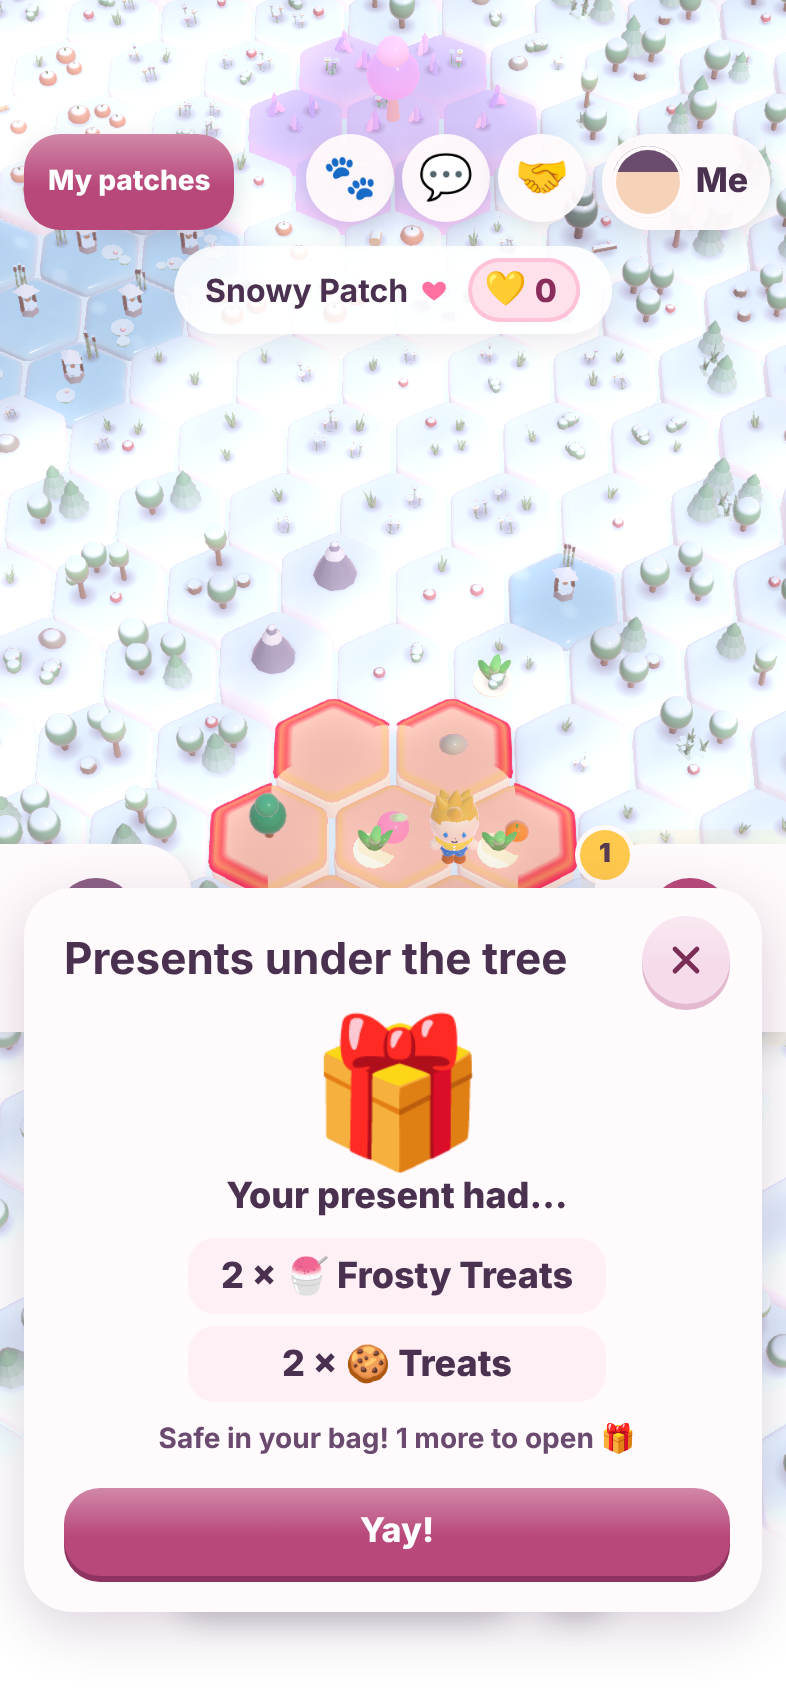 My patches
Me
Snowy Patch
0
1
Presents under the tree
Your present had...
2 × Frosty Treats
2 × Treats
Safe in your bag! 1 more to open
Yay!